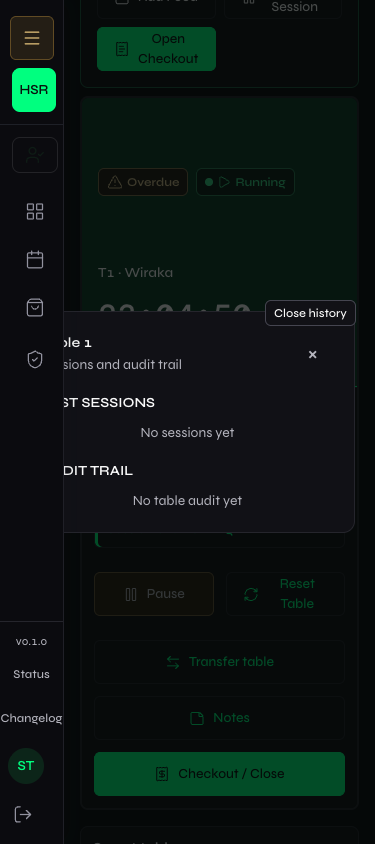 Session
Open
Checkout
HSR
Overdue
Running
T1 · Wiraka
Close history
ble 1
sions and audit trail
ST SESSIONS
No sessions yet
DIT TRAIL
No table audit yet
Pause
Reset
Table
Transfer table
Notes
Checkout / Close
v0.1.0
Status
Changelog
ST